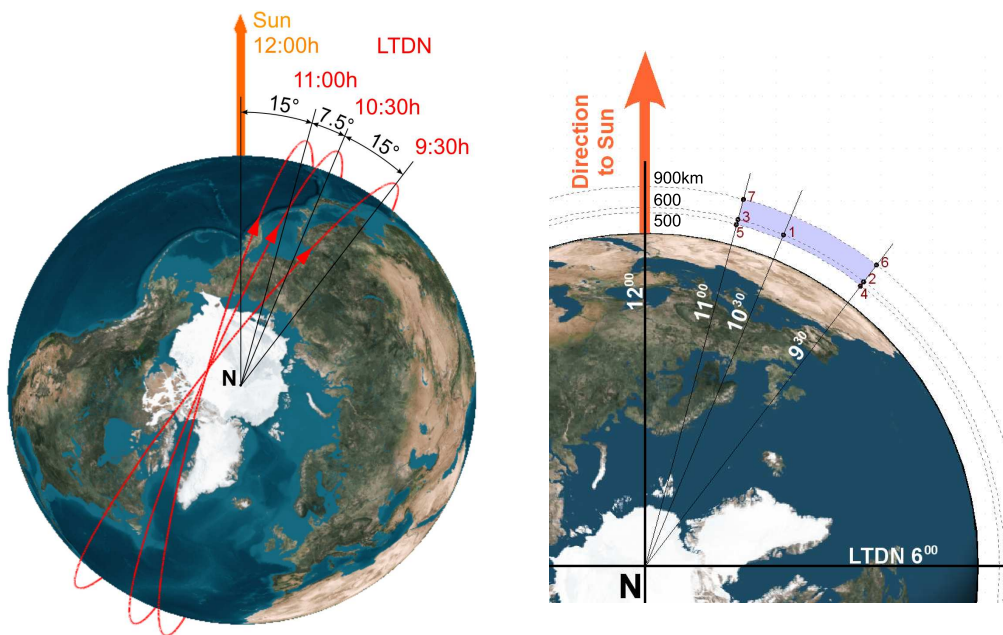 Sun
12:00h
LTDN
11:00h
15°
7.5°
10:30h
15°
9:30h
N
Direction
to Sun
900km
600
500
7
3
5
1
6
2
4
12⁰⁰
11⁰⁰
10³⁰
9³⁰
LTDN 6⁰⁰
N